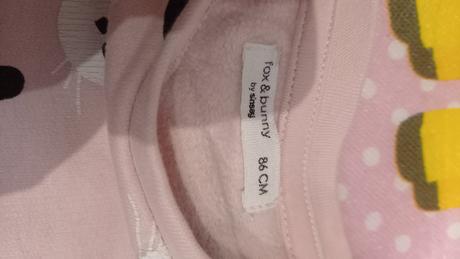 fox & bunny
by sinsay
86 CM